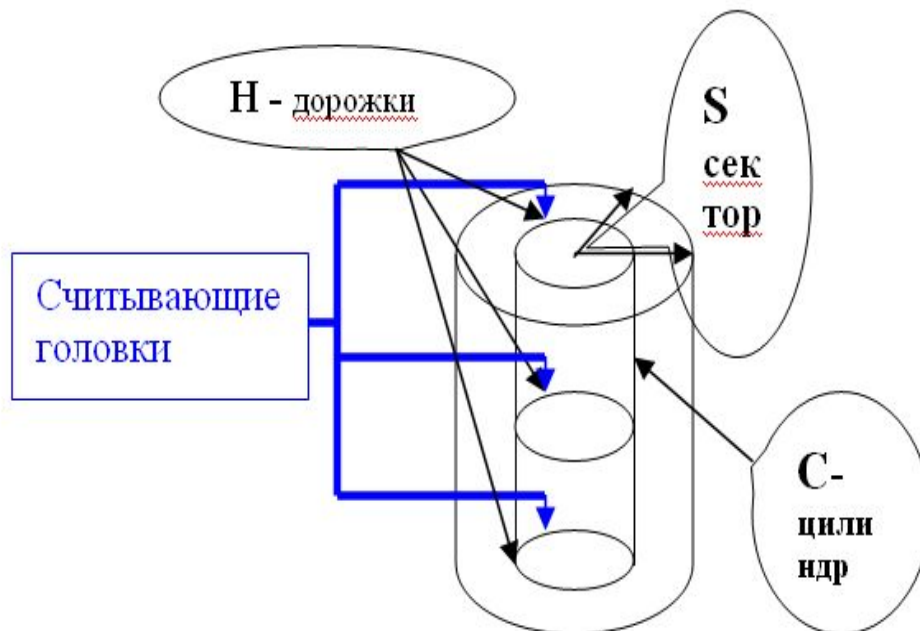 H - дорожки
S
сек
тор
Считывающие
головки
C-
цили
ндр